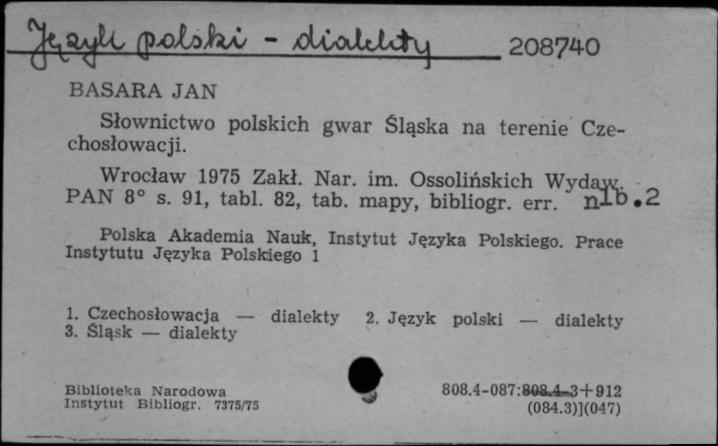 Język polski - dialekty 208740
BASARA JAN
Słownictwo polskich gwar Śląska na terenie Cze-
chosłowacji.
Wrocław 1975 Zakł. Nar. im. Ossolińskich Wydaw.
PAN 8° s. 91, tabl. 82, tab. mapy, bibliogr. err. nlb.2
Polska Akademia Nauk, Instytut Języka Polskiego. Prace
Instytutu Języka Polskiego 1
1. Czechosłowacja — dialekty 2. Język polski — dialekty
3. Śląsk — dialekty
Biblioteka Narodowa 808.4-087:808.4-3+912
Instytut Bibliogr. 7375/75 (084.3)](047)